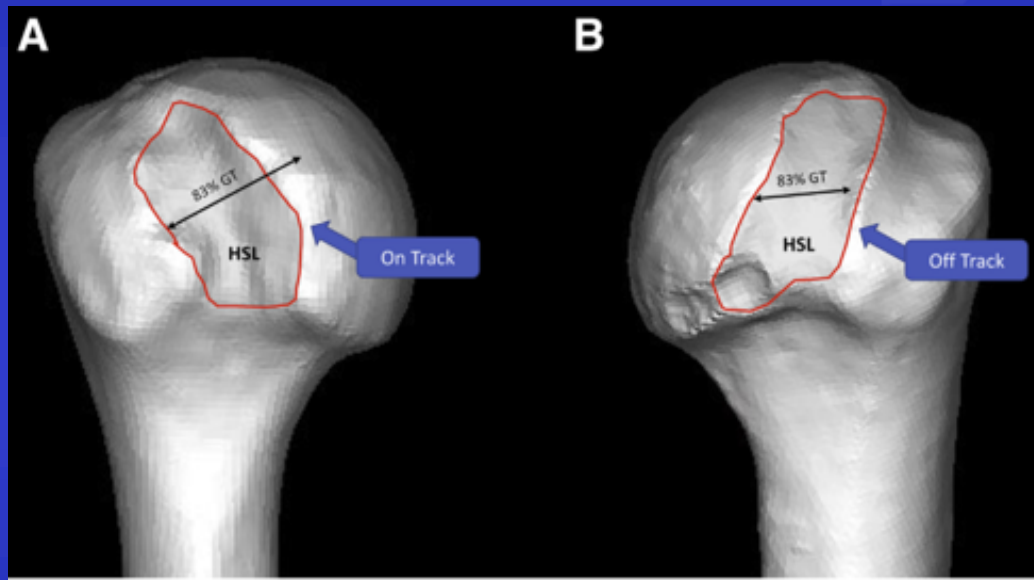 A
83% GT
HSL
On Track
B
83% GT
HSL
Off Track